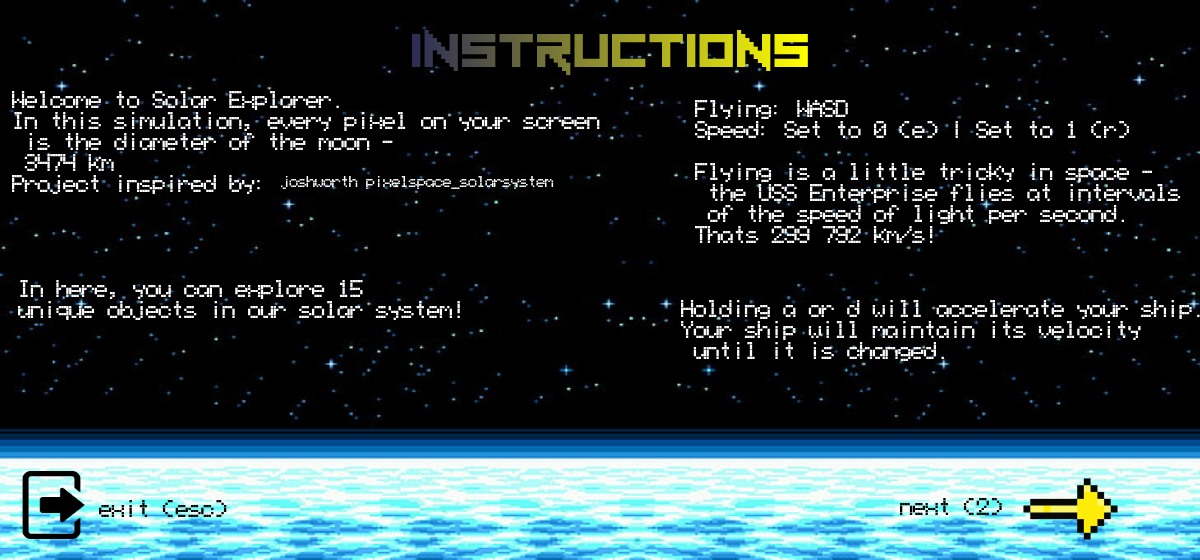 INSTRUCTIONS
Welcome to Solar Explorer.
In this simulation, every pixel on your screen
is the diameter of the moon -
3474 km
Project inspired by: joshworth pixelspace_solarsystem
In here, you can explore 15
unique objects in our solar system!
Flying: WASD
Speed: Set to 0 (e) | Set to 1 (r)
Flying is a little tricky in space -
the USS Enterprise flies at intervals
of the speed of light per second.
Thats 299 792 km/s!
Holding a or d will accelerate your ship.
Your ship will maintain its velocity
until it is changed.
exit (esc)
next (2)